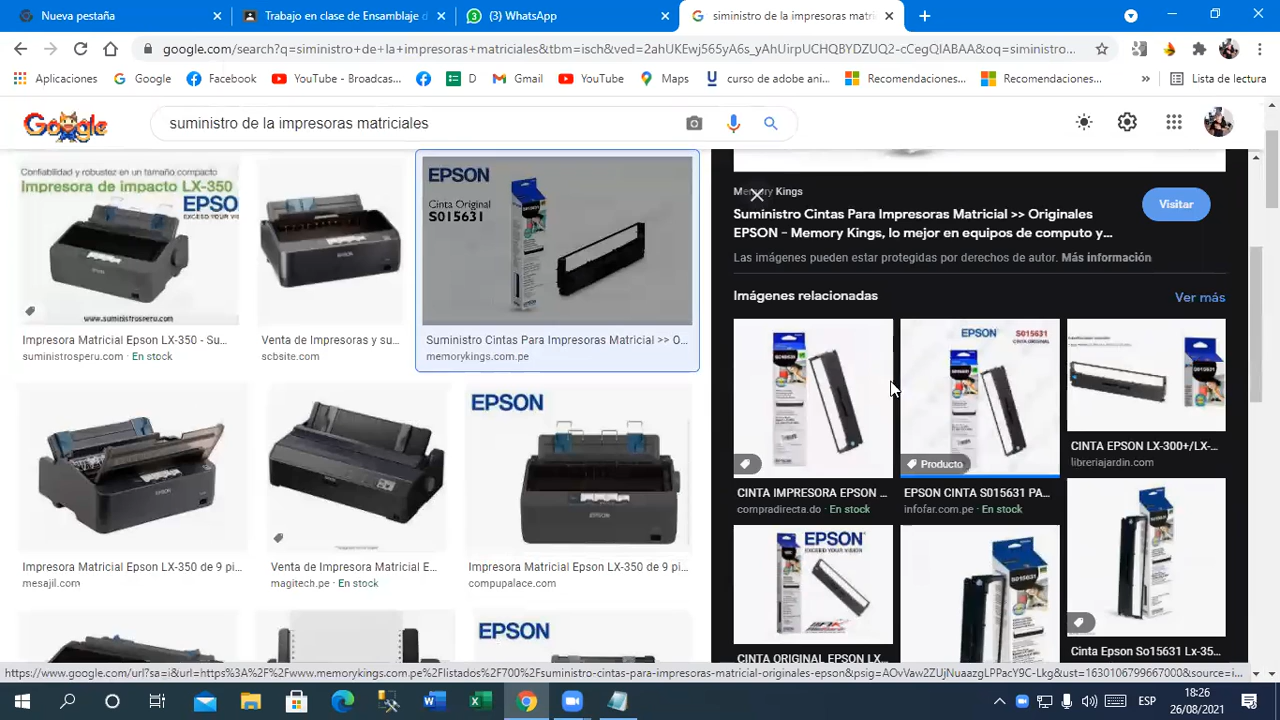 Nueva pestaña
Trabajo en clase de Ensamblaje d
(3) WhatsApp
siministro de la impresoras matri
google.com/search?q=siministro+de+la+impresoras+matriciales&tbm=isch&ved=2ahUKEwj565yA6s_yAhUirpUCHQBYDZUQ2-cCegQIABAA&oq=siministro...
Aplicaciones
Google
Facebook
YouTube - Broadcas...
D
Gmail
YouTube
Maps
curso de adobe ani...
Recomendaciones...
Recomendaciones...
»
Lista de lectura
Google
suministro de la impresoras matriciales
Confiabilidad y robustez en un tamaño compacto
Impresora de impacto LX-350
EPSO
EXCEED YOUR VI
www.suministrosperu.com
Impresora Matricial Epson LX-350 - Su...
suministrosperu.com · En stock
Venta de Impresoras y su...
scbsite.com
EPSON
Cinta Original
S015631
Suministro Cintas Para Impresoras Matricial >> O...
memorykings.com.pe
Impresora Matricial Epson LX-350 de 9 pi...
mesajil.com
Venta de Impresora Matricial E...
magitech.pe · En stock
EPSON
Impresora Matricial Epson LX-350 de 9 pi...
compupalace.com
EPSON
Memory Kings
Suministro Cintas Para Impresoras Matricial >> Originales
EPSON - Memory Kings, lo mejor en equipos de computo y...
Visitar
Las imágenes pueden estar protegidas por derechos de autor. Más información
Imágenes relacionadas
Ver más
CINTA IMPRESORA EPSON ...
compradirecta.do · En stock
EPSON
S015631
CINTA ORIGINAL
Producto
EPSON CINTA S015631 PA...
infofar.com.pe · En stock
CINTA EPSON LX-300+/LX-...
libreriajardin.com
EPSON
EXCEED YOUR VISION
CINTA ORIGINAL EPSON LX
S015631
Cinta Epson So15631 Lx-35...
https://www.google.com/url?sa=i&url=https%3A%2F%2Fwww.memorykings.com.pe%2Flistados%2F700%2Fsuministro-cintas-para-impresoras-matricial-originales-epson&psig=AOvVaw2ZUjNuaazgLPPacY9C-Lkg&ust=1630106799667000&source=i...
ESP
18:26
26/08/2021